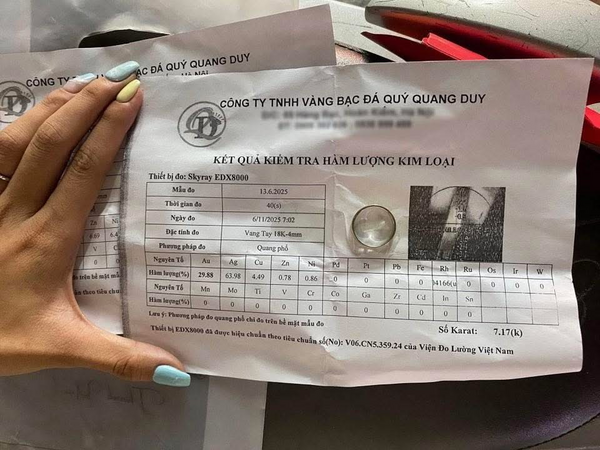 CÔNG TY
BẠC ĐÁ QUÝ QUANG DUY
CÔNG TY TNHH VÀNG BẠC ĐÁ QUÝ QUANG DUY
KẾT QUẢ KIỂM TRA HÀM LƯỢNG KIM LOẠI
Thiết bị đo: Skyray EDX8000
Mẫu đo 13.6.2025
Thời gian đo 40(s)
Ngày đo 6/11/2025 7:02
Đặc tính đo Vang Tay 18K-4mm
Phương pháp đo Quang phổ
Nguyên Tố Au Ag Cu Zn Ni Pd Pt Pb Fe Rh Ru Os Ir W
Hàm lượng(%) 29.88 63.98 4.49 0.78 0.86 0 0 0 0 0 0 0 0
Nguyên Tố Mn Mo Ti V Cr Co Ga Zr Cd In Sn
Hàm lượng(%) 0 0 0 0 0 0 0 0 0 0 0
Lưu ý: Phương pháp đo quang phổ chỉ đo trên bề mặt mẫu đo
Số Karat: 7.17(k)
Thiết bị EDX8000 đã được hiệu chuẩn theo tiêu chuẩn số(No): V06.CN5.359.24 của Viện Đo Lường Việt Nam